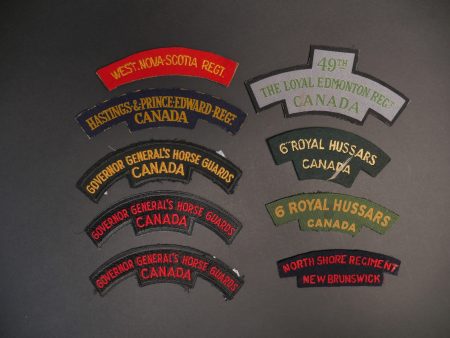 WEST.NOVA·SCOTIA REGT.
HASTINGS·&·PRINCE·EDWARD·REGT.
CANADA
GOVERNOR GENERAL'S HORSE GUARDS
CANADA
GOVERNOR GENERAL'S HORSE GUARDS
CANADA
GOVERNOR GENERAL'S HORSE GUARDS
CANADA
49TH
THE LOYAL EDMONTON REGT
CANADA
6 ROYAL HUSSARS
CANADA
6 ROYAL HUSSARS
CANADA
NORTH SHORE REGIMENT
NEW BRUNSWICK